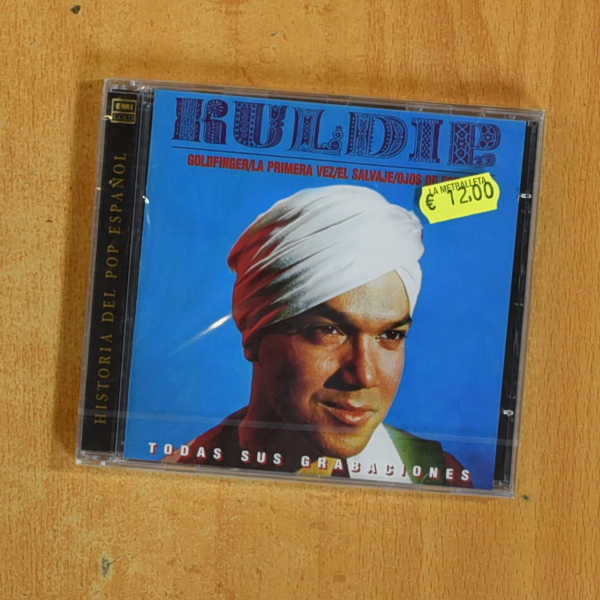 EMI
GOLD
HISTORIA DEL POP ESPAÑOL
KULDIP
GOLDFINGER/LA PRIMERA VEZ/EL SALVAJE/OJOS DE
LA METRALLETA
€ 12.00
TODAS SUS GRABACIONES